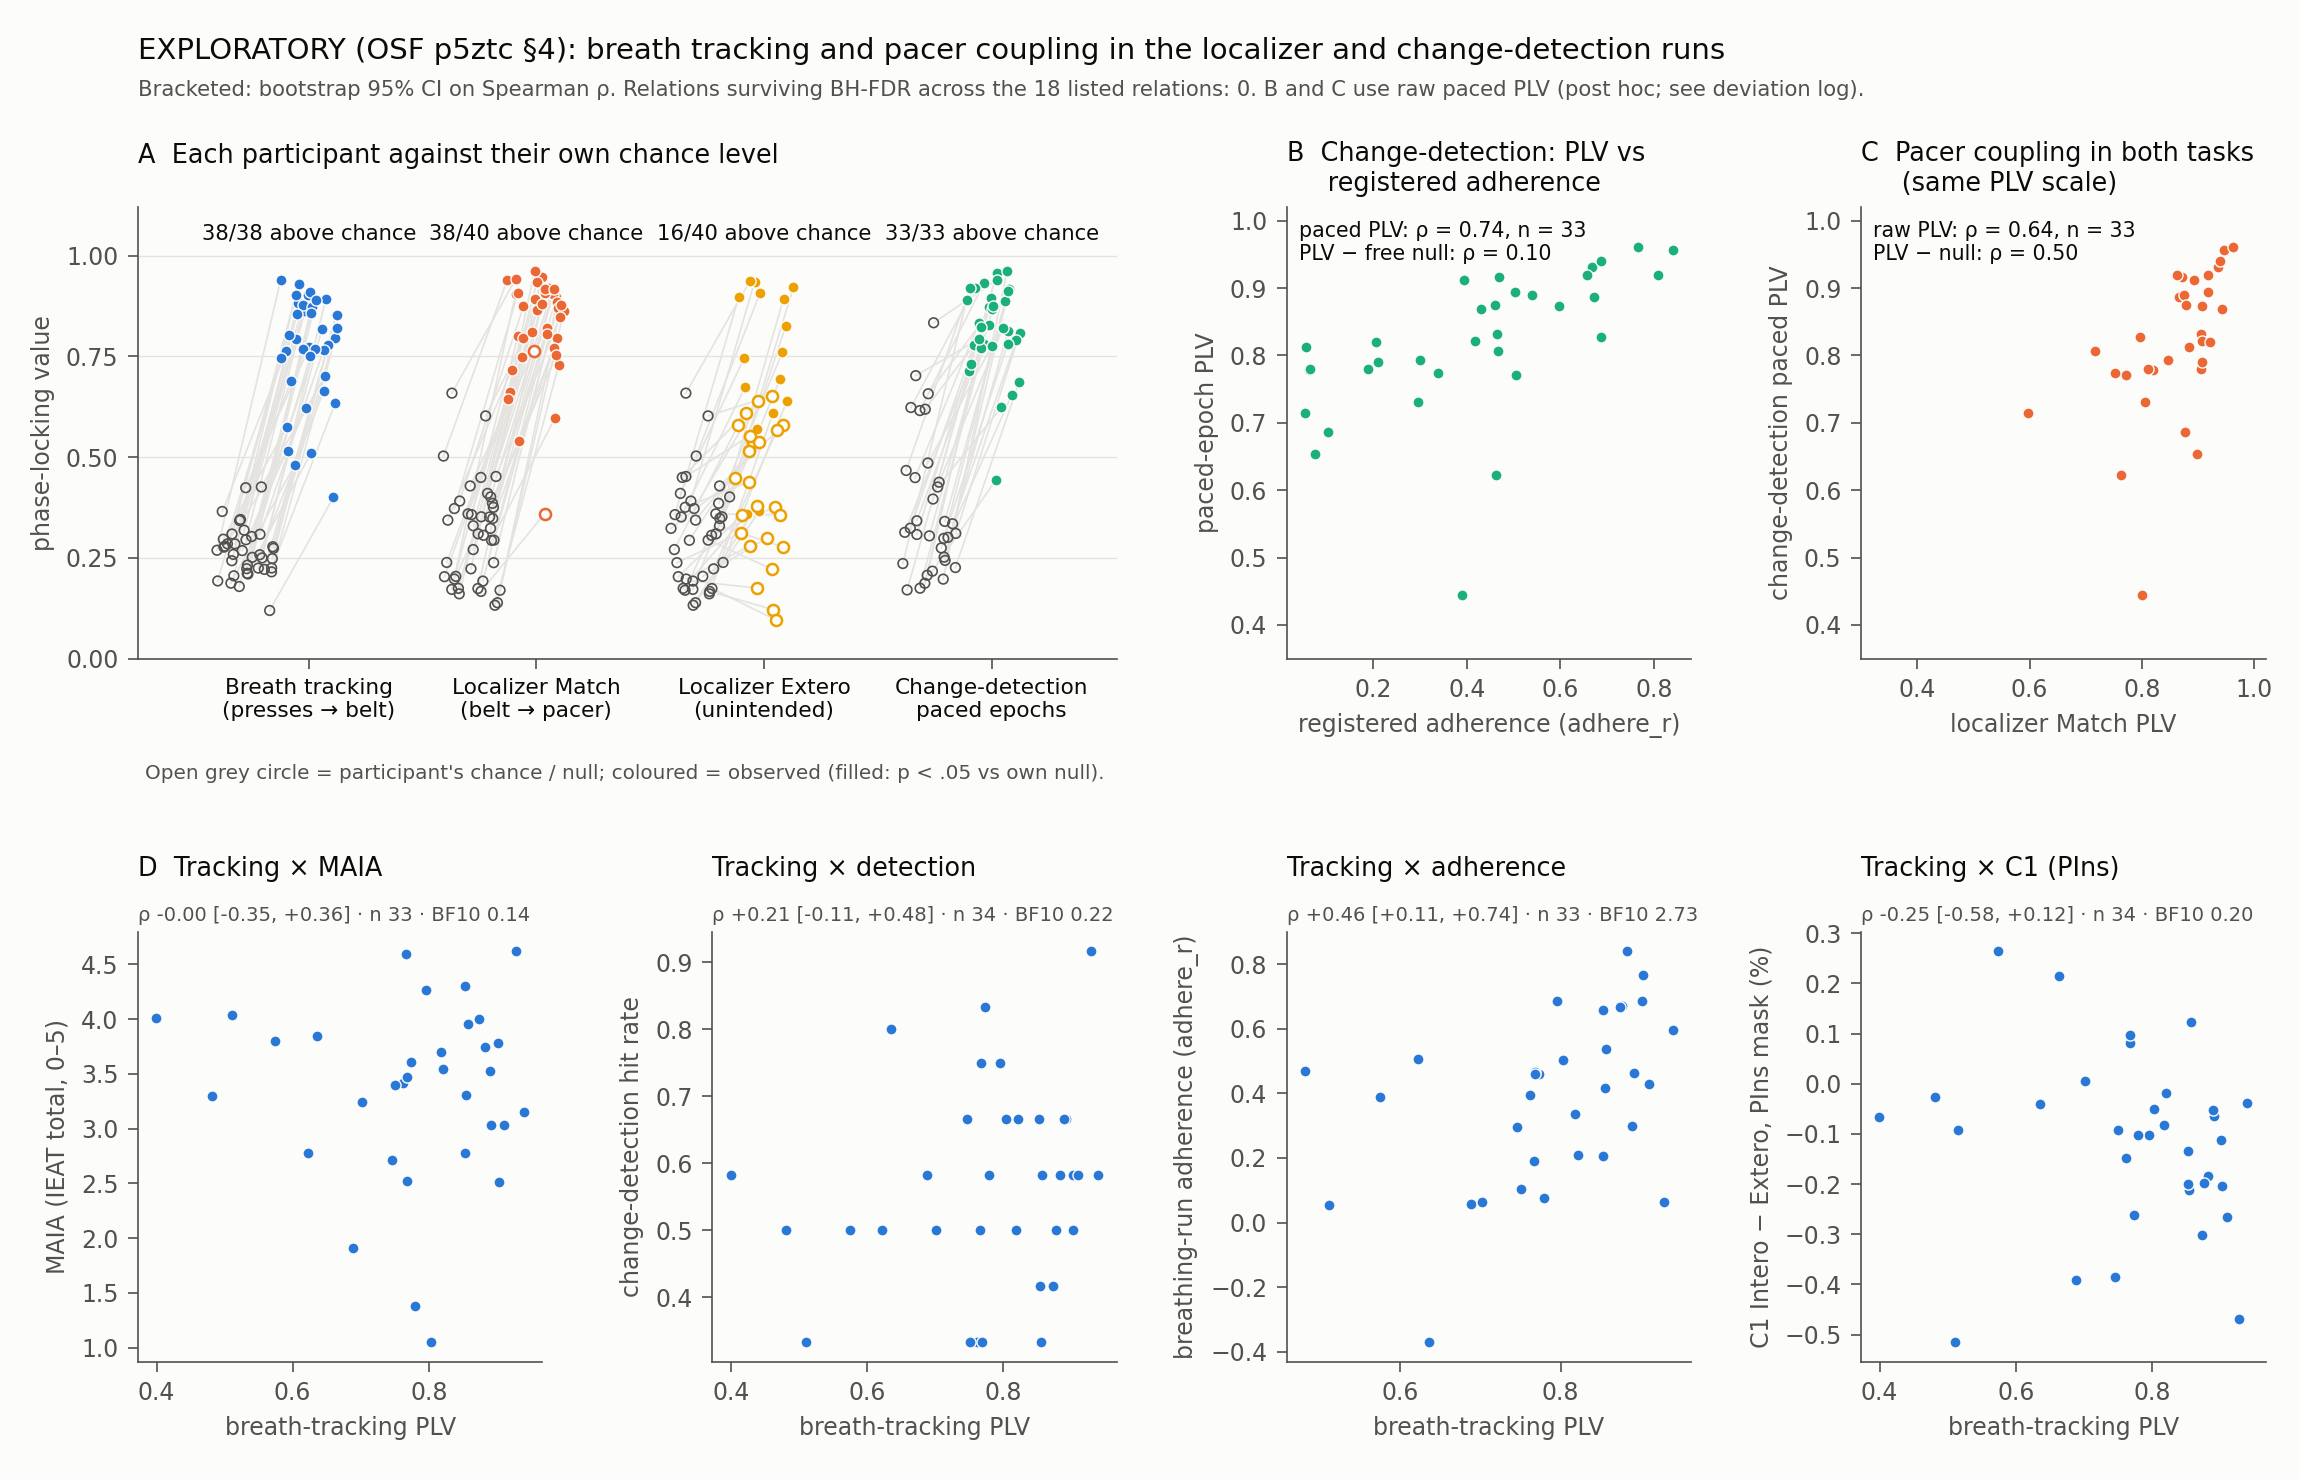 EXPLORATORY (OSF p5ztc §4): breath tracking and pacer coupling in the localizer and change-detection runs
Bracketed: bootstrap 95% CI on Spearman ρ. Relations surviving BH-FDR across the 18 listed relations: 0. B and C use raw paced PLV (post hoc; see deviation log).
A Each participant against their own chance level
38/38 above chance 38/40 above chance 16/40 above chance 33/33 above chance
phase-locking value
1.00
0.75
0.50
0.25
0.00
Breath tracking
(presses → belt)
Localizer Match
(belt → pacer)
Localizer Extero
(unintended)
Change-detection
paced epochs
Open grey circle = participant's chance / null; coloured = observed (filled: p < .05 vs own null).
B Change-detection: PLV vs
registered adherence
paced PLV: ρ = 0.74, n = 33
PLV − free null: ρ = 0.10
paced-epoch PLV
1.0
0.9
0.8
0.7
0.6
0.5
0.4
0.2 0.4 0.6 0.8
registered adherence (adhere_r)
C Pacer coupling in both tasks
(same PLV scale)
raw PLV: ρ = 0.64, n = 33
PLV − null: ρ = 0.50
change-detection paced PLV
1.0
0.9
0.8
0.7
0.6
0.5
0.4
0.4 0.6 0.8 1.0
localizer Match PLV
D Tracking × MAIA
ρ -0.00 [-0.35, +0.36] · n 33 · BF10 0.14
MAIA (IEAT total, 0–5)
4.5
4.0
3.5
3.0
2.5
2.0
1.5
1.0
0.4 0.6 0.8
breath-tracking PLV
Tracking × detection
ρ +0.21 [-0.11, +0.48] · n 34 · BF10 0.22
change-detection hit rate
0.9
0.8
0.7
0.6
0.5
0.4
0.4 0.6 0.8
breath-tracking PLV
Tracking × adherence
ρ +0.46 [+0.11, +0.74] · n 33 · BF10 2.73
breathing-run adherence (adhere_r)
0.8
0.6
0.4
0.2
0.0
−0.2
−0.4
0.6 0.8
breath-tracking PLV
Tracking × C1 (PIns)
ρ -0.25 [-0.58, +0.12] · n 34 · BF10 0.20
C1 Intero − Extero, PIns mask (%)
0.3
0.2
0.1
0.0
−0.1
−0.2
−0.3
−0.4
−0.5
0.4 0.6 0.8
breath-tracking PLV